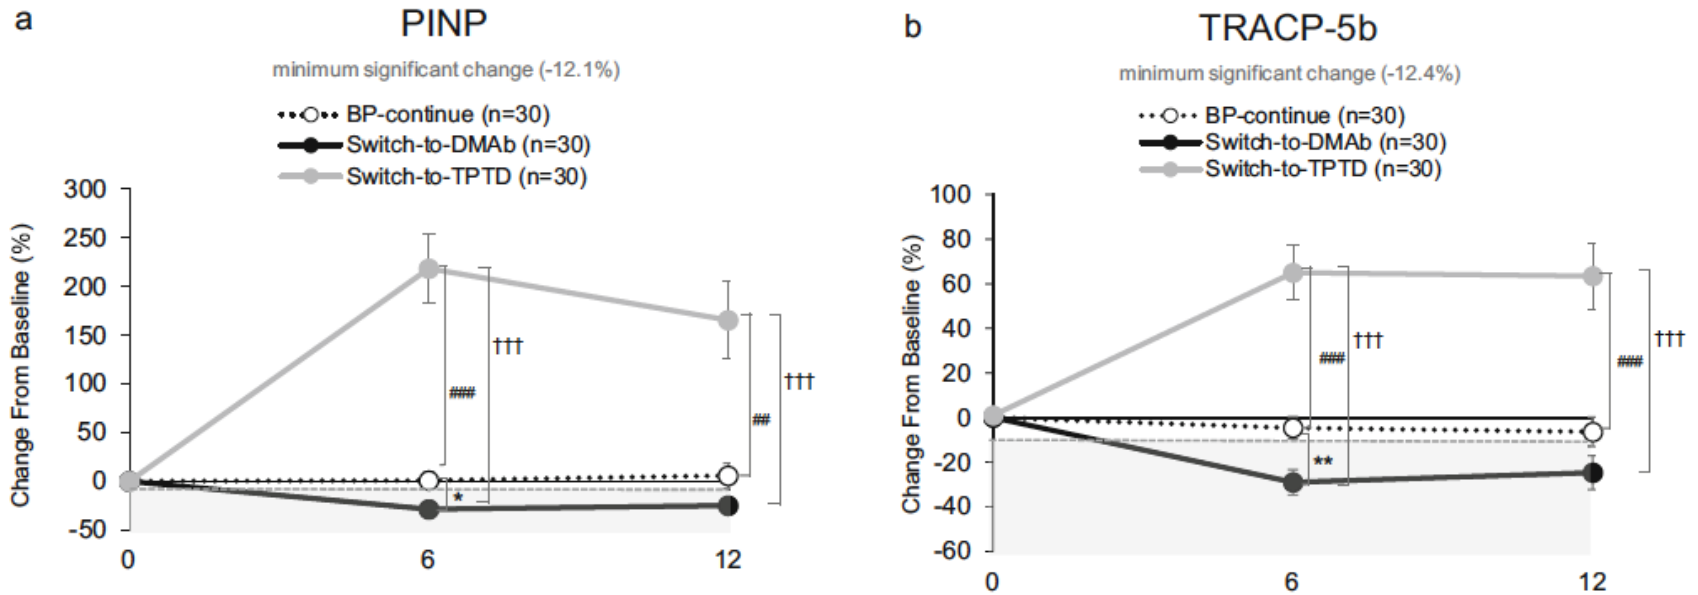 a
PINP
minimum significant change (-12.1%)
BP-continue (n=30)
Switch-to-DMAb (n=30)
Switch-to-TPTD (n=30)
Change From Baseline (%)
300
250
200
150
100
50
0
-50
0
6
12
###
†††
*
##
†††
b
TRACP-5b
minimum significant change (-12.4%)
BP-continue (n=30)
Switch-to-DMAb (n=30)
Switch-to-TPTD (n=30)
Change From Baseline (%)
100
80
60
40
20
0
-20
-40
-60
0
6
12
###
†††
**
###
†††